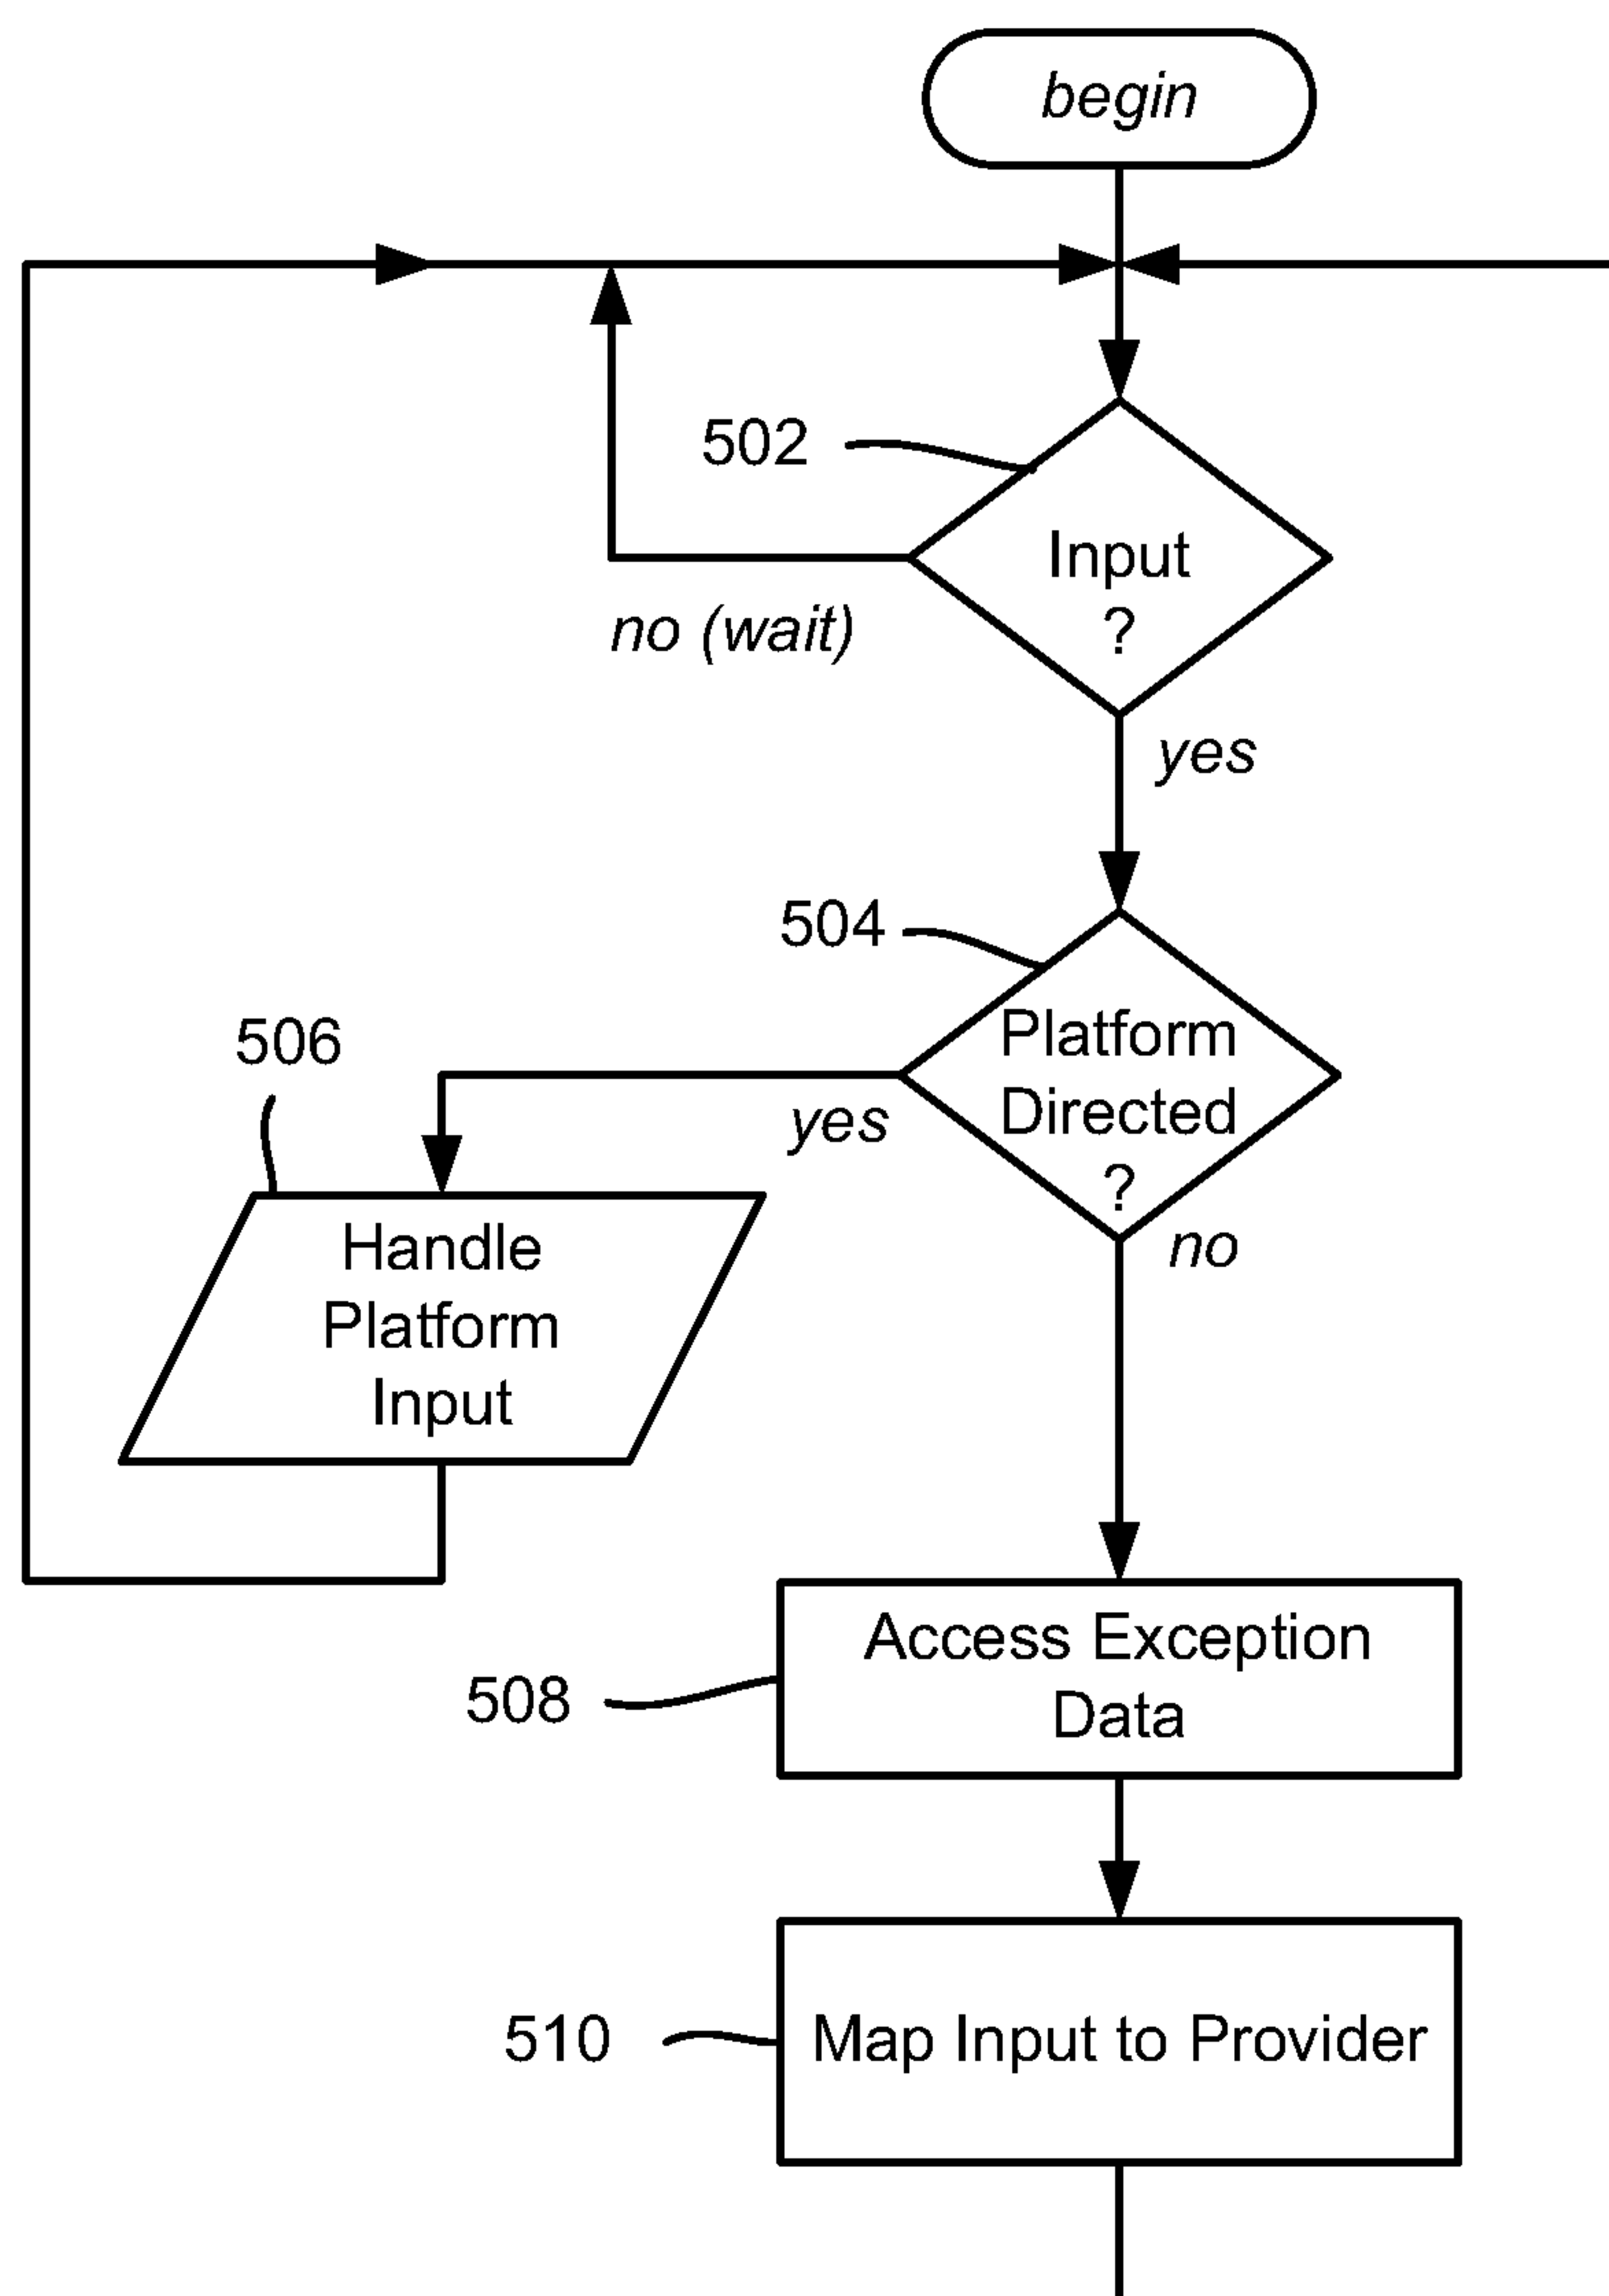 begin
502
Input
?
no (wait)
yes
504
Platform
Directed
?
yes
no
506
Handle
Platform
Input
508
Access Exception
Data
510
Map Input to Provider